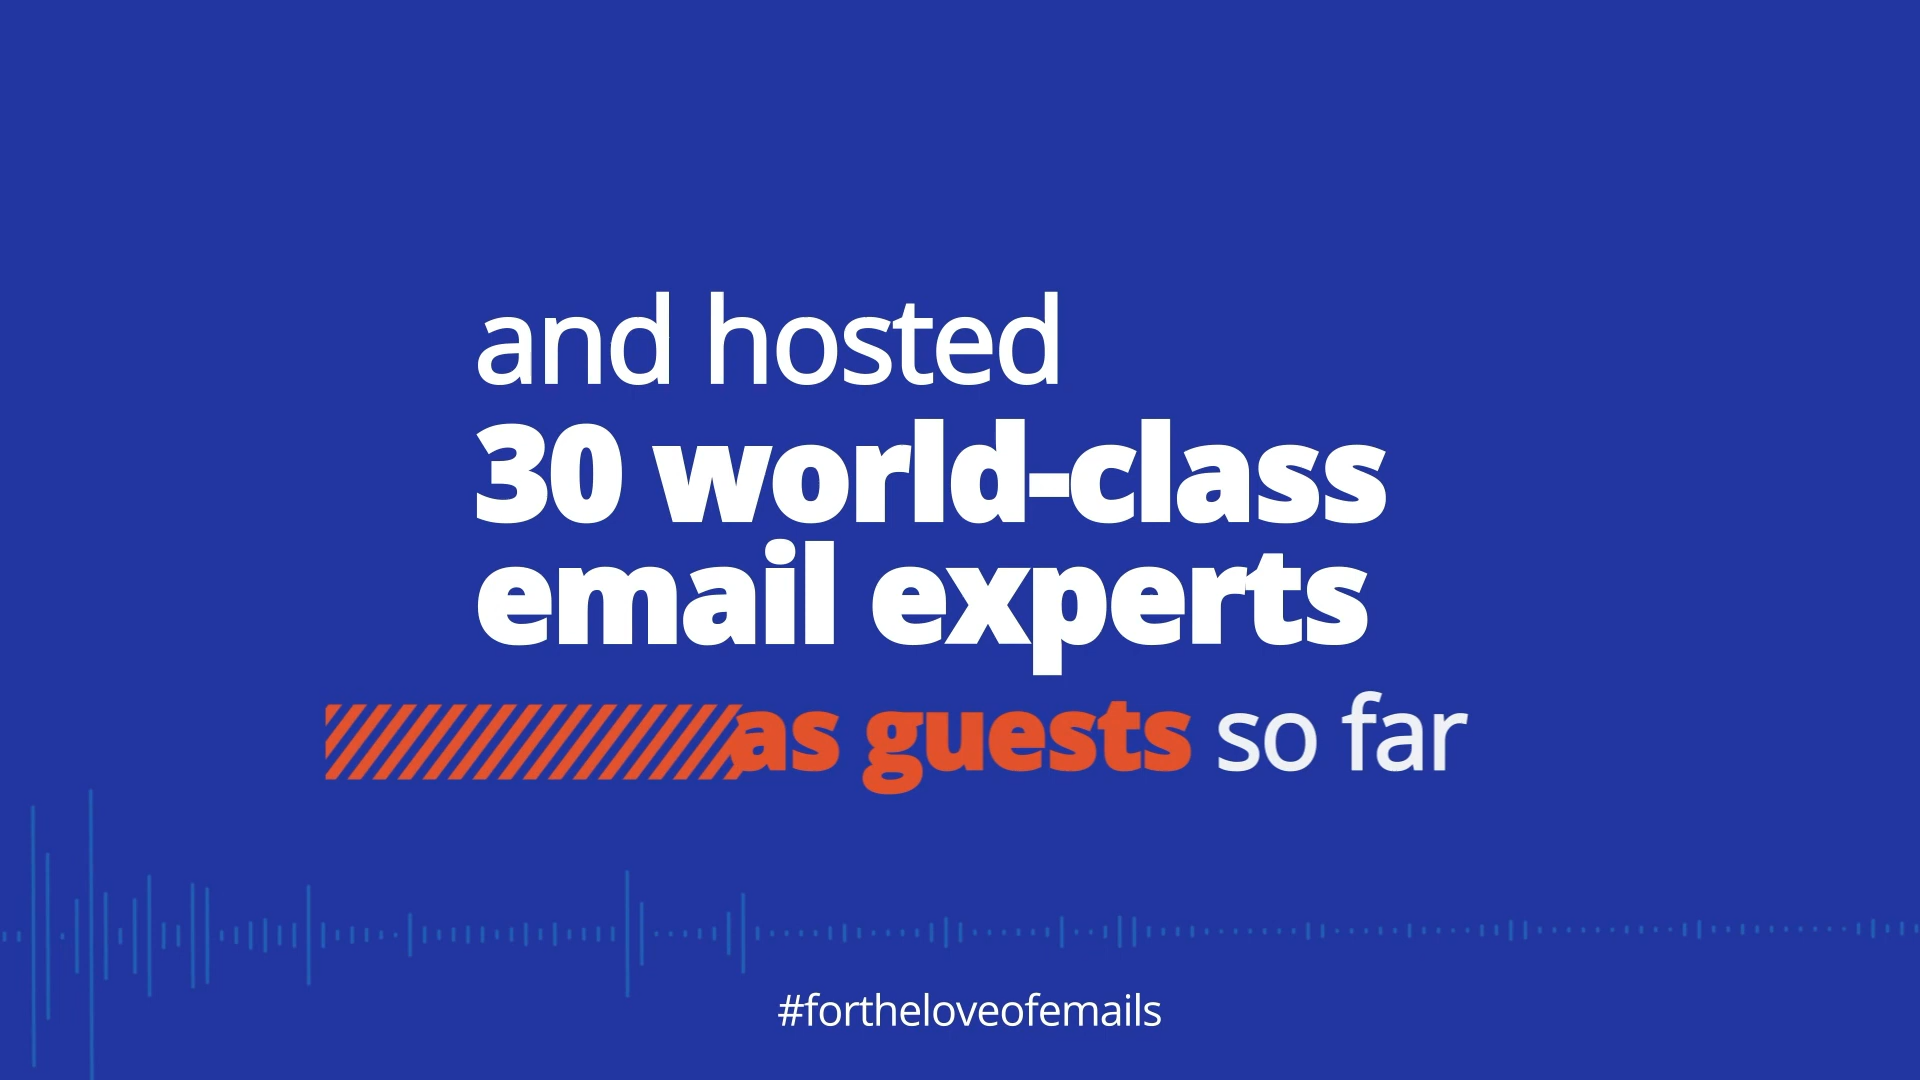 and hosted
30 world-class
email experts
as guests so far
#fortheloveofemails